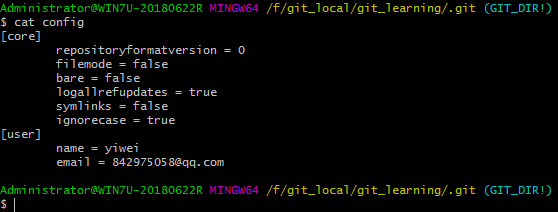 Administrator@WIN7U-20180622R MINGW64 /f/git_local/git_learning/.git (GIT_DIR!)
$ cat config
[core]
        repositoryformatversion = 0
        filemode = false
        bare = false
        logallrefupdates = true
        symlinks = false
        ignorecase = true
[user]
        name = yiwei
        email = 842975058@qq.com
Administrator@WIN7U-20180622R MINGW64 /f/git_local/git_learning/.git (GIT_DIR!)
$